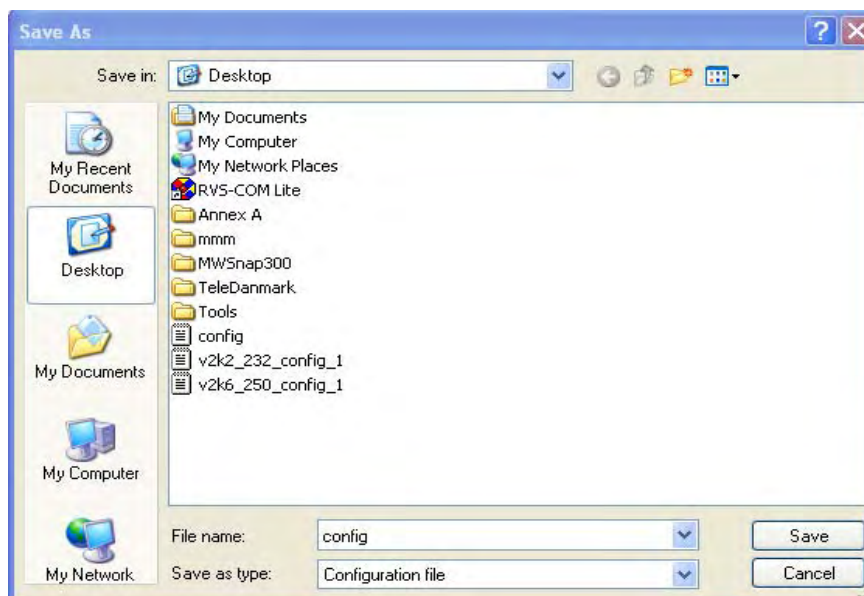 Save As
Save in:
Desktop
My Recent
Documents
Desktop
My Documents
My Computer
My Network
My Documents
My Computer
My Network Places
RVS-COM Lite
Annex A
mmm
MWSnap300
TeleDanmark
Tools
config
v2k2_232_config_1
v2k6_250_config_1
File name:
config
Save
Save as type:
Configuration file
Cancel